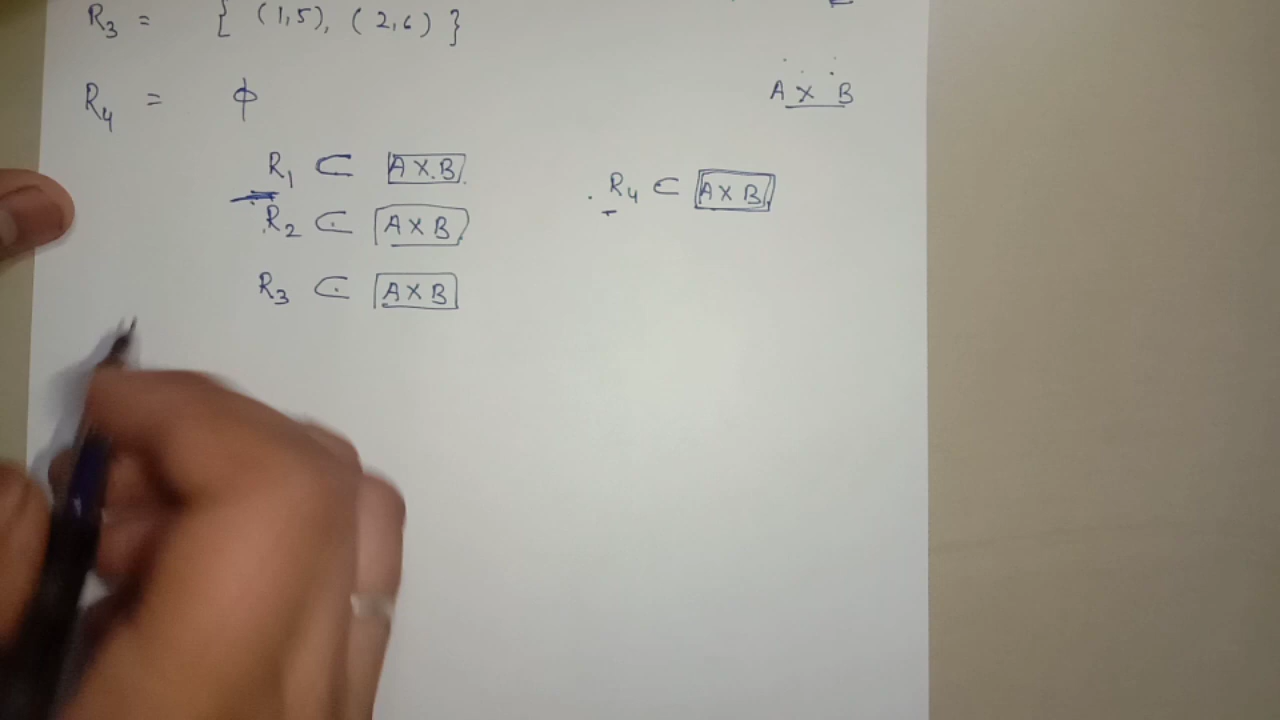 R₃ = { (1,5), (2,6) }
R₄ = ϕ
A X B
R₁ ⊂ A X B
R₄ ⊂ A X B
R₂ ⊂ A X B
R₃ ⊂ A X B